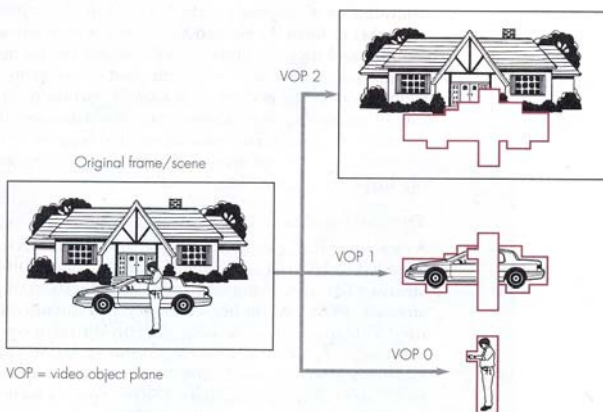 VOP 2
Original frame/scene
VOP 1
VOP 0
VOP = video object plane